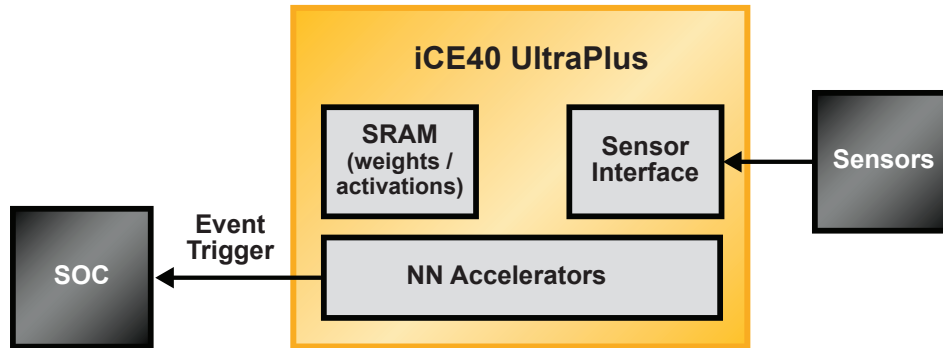 iCE40 UltraPlus
SRAM
(weights /
activations)
Sensor
Interface
Sensors
Event
Trigger
SOC
NN Accelerators